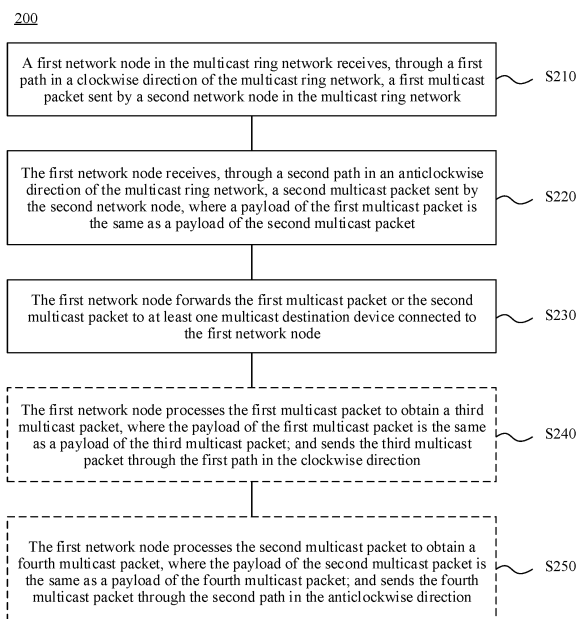 200
A first network node in the multicast ring network receives, through a first
path in a clockwise direction of the multicast ring network, a first multicast
packet sent by a second network node in the multicast ring network
S210
The first network node receives, through a second path in an anticlockwise
direction of the multicast ring network, a second multicast packet sent by
the second network node, where a payload of the first multicast packet is
the same as a payload of the second multicast packet
S220
The first network node forwards the first multicast packet or the second
multicast packet to at least one multicast destination device connected to
the first network node
S230
The first network node processes the first multicast packet to obtain a third
multicast packet, where the payload of the first multicast packet is the same
as a payload of the third multicast packet; and sends the third multicast
packet through the first path in the clockwise direction
S240
The first network node processes the second multicast packet to obtain a
fourth multicast packet, where the payload of the second multicast packet is
the same as a payload of the fourth multicast packet; and sends the fourth
multicast packet through the second path in the anticlockwise direction
S250